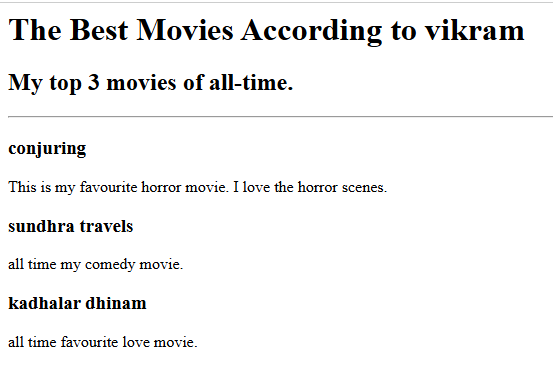 The Best Movies According to vikram
My top 3 movies of all-time.
conjuring
This is my favourite horror movie. I love the horror scenes.
sundhra travels
all time my comedy movie.
kadhalar dhinam
all time favourite love movie.